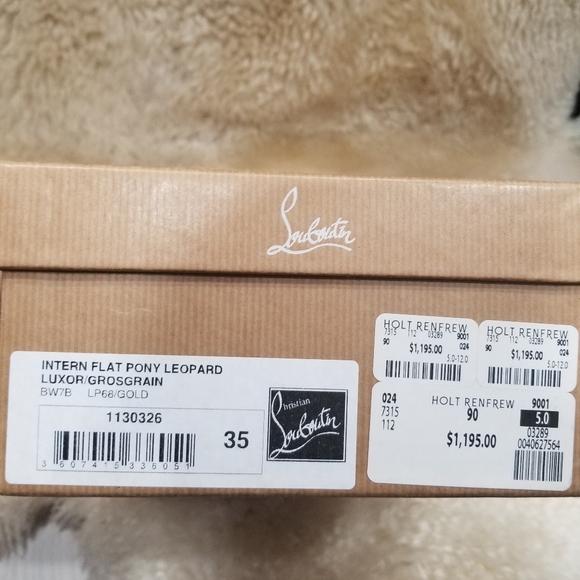 Louboutin
INTERN FLAT PONY LEOPARD
LUXOR/GROSGRAIN
BW7B LP68/GOLD
1130326
35
3 607415 336051
Christian
Louboutin
HOLT RENFREW
7315 112 03289 9001
90 024
$1,195.00
5.0-12.0
HOLT RENFREW
7315 112 03289 9001
90 024
$1,195.00
5.0-12.0
024 HOLT RENFREW 9001
7315 90 5.0
112 03289
$1,195.00 0040627564